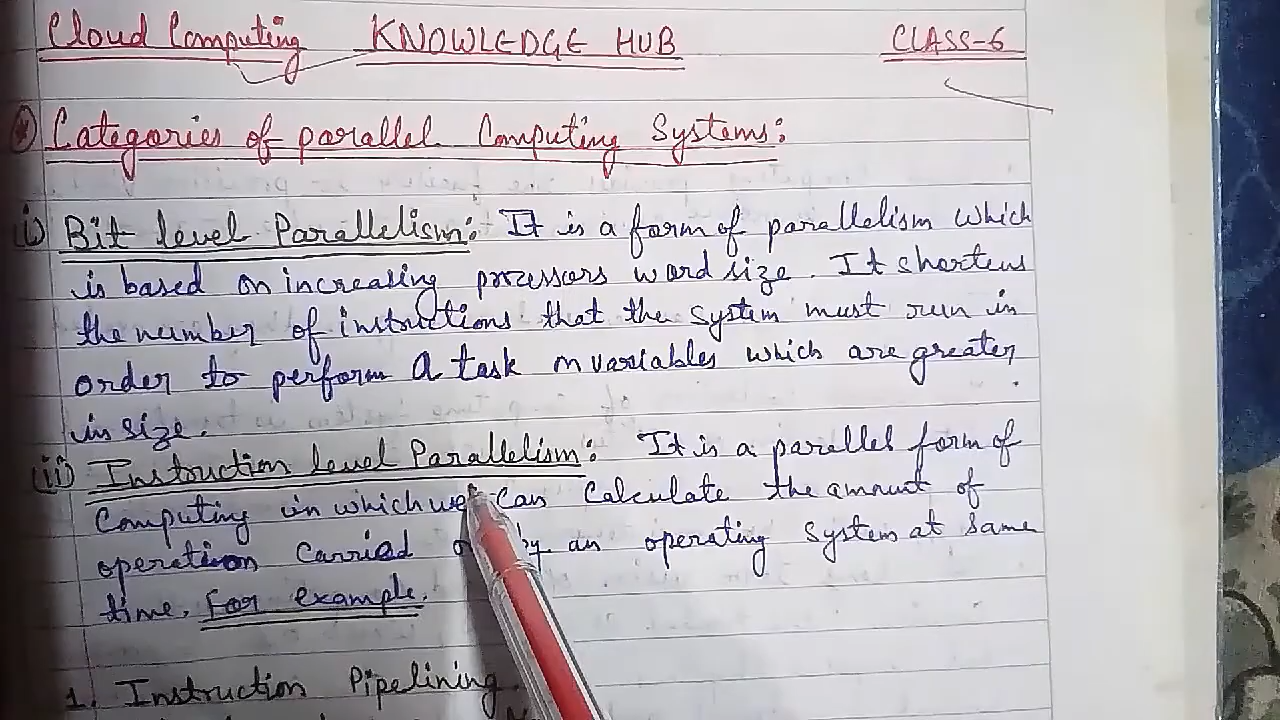 Cloud Computing KNOWLEDGE HUB CLASS-6
Categories of parallel Computing Systems:
i) Bit level Parallelism: It is a form of parallelism which
is based on increasing processors word size. It shortens
the number of instructions that the system must run in
order to perform a task on variables which are greater
in size.
(ii) Instruction level Parallelism: It is a parallel form of
Computing in which we can calculate the amount of
operation carried by an operating system at same
time. For example.
1. Instruction Pipelining